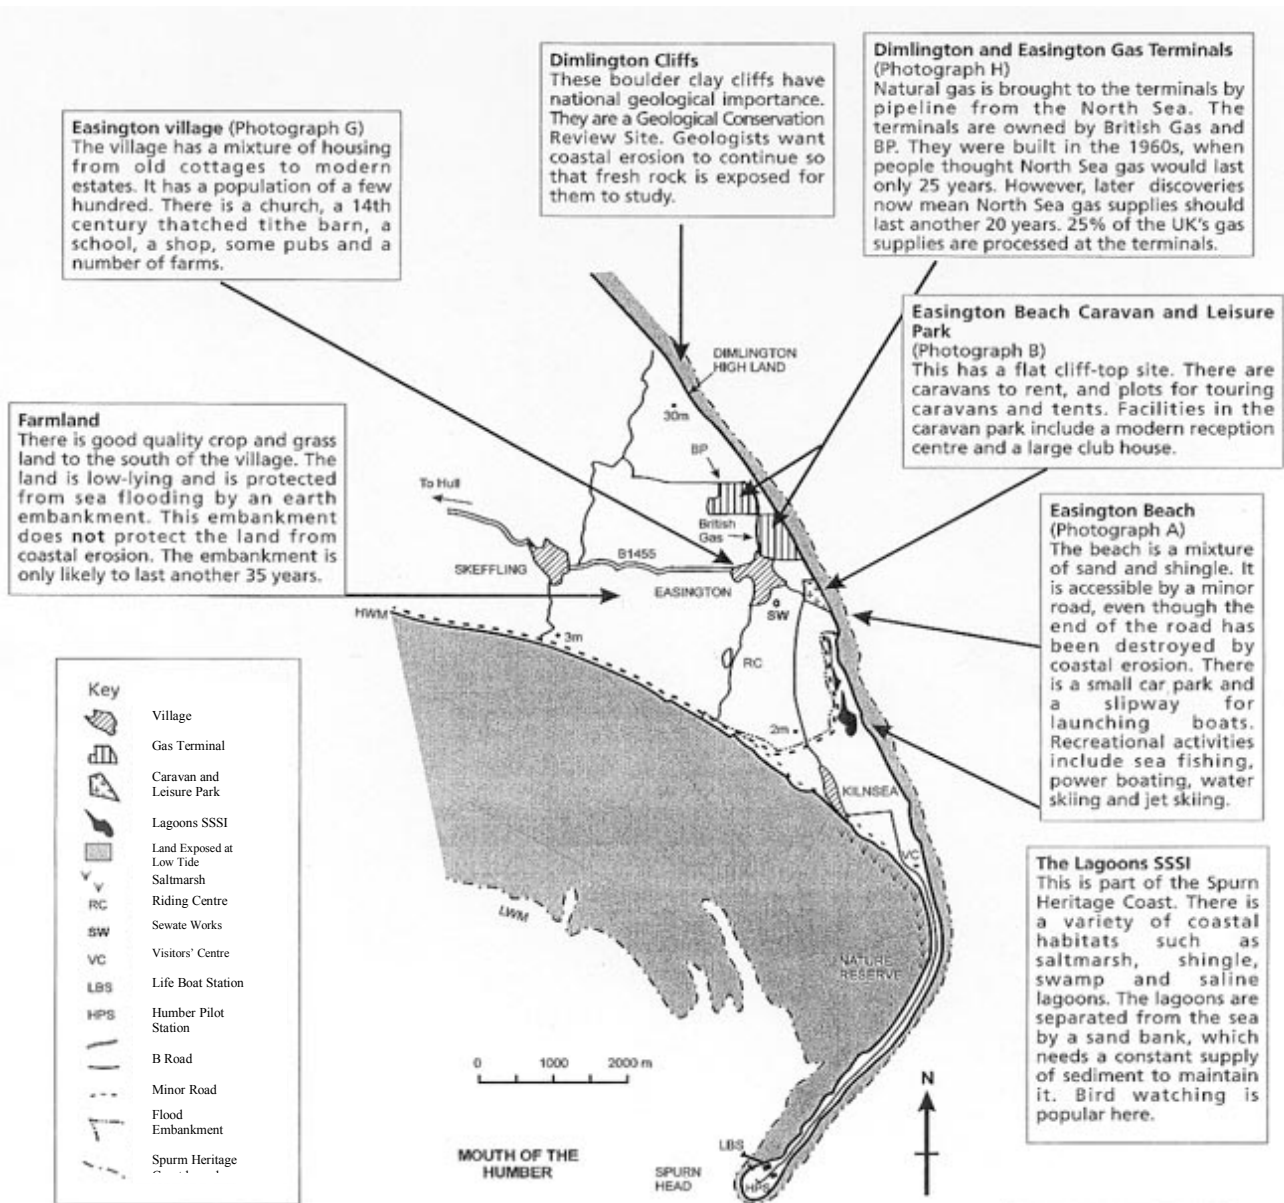 Dimlington Cliffs
These boulder clay cliffs have
national geological importance.
They are a Geological Conservation
Review Site. Geologists want
coastal erosion to continue so
that fresh rock is exposed for
them to study.
Dimlington and Easington Gas Terminals
(Photograph H)
Natural gas is brought to the terminals by
pipeline from the North Sea. The
terminals are owned by British Gas and
BP. They were built in the 1960s, when
people thought North Sea gas would last
only 25 years. However, later discoveries
now mean North Sea gas supplies should
last another 20 years. 25% of the UK's gas
supplies are processed at the terminals.
Easington village (Photograph G)
The village has a mixture of housing
from old cottages to modern
estates. It has a population of a few
hundred. There is a church, a 14th
century thatched tithe barn, a
school, a shop, some pubs and a
number of farms.
Easington Beach Caravan and Leisure
Park
(Photograph B)
This has a flat cliff-top site. There are
caravans to rent, and plots for touring
caravans and tents. Facilities in the
caravan park include a modern reception
centre and a large club house.
Farmland
There is good quality crop and grass
land to the south of the village. The
land is low-lying and is protected
from sea flooding by an earth
embankment. This embankment
does not protect the land from
coastal erosion. The embankment is
only likely to last another 35 years.
Easington Beach
(Photograph A)
The beach is a mixture
of sand and shingle. It
is accessible by a minor
road, even though the
end of the road has
been destroyed by
coastal erosion. There
is a small car park and
a slipway for
launching boats.
Recreational activities
include sea fishing,
power boating, water
skiing and jet skiing.
The Lagoons SSSI
This is part of the Spurn
Heritage Coast. There is
a variety of coastal
habitats such as
saltmarsh, shingle,
swamp and saline
lagoons. The lagoons are
separated from the sea
by a sand bank, which
needs a constant supply
of sediment to maintain
it. Bird watching is
popular here.
DIMLINGTON
HIGH LAND
30m
BP
To Hull
British
Gas
B1455
SKEFFLING
EASINGTON
SW
HWM
3m
RC
2m
KILNSEA
VC
LWM
NATURE
RESERVE
0 1000 2000 m
N
MOUTH OF THE
HUMBER
LBS
SPURN
HEAD
HPS
Key
Village
Gas Terminal
Caravan and
Leisure Park
Lagoons SSSI
Land Exposed at
Low Tide
Saltmarsh
RC Riding Centre
SW Sewate Works
VC Visitors' Centre
LBS Life Boat Station
HPS Humber Pilot
Station
B Road
Minor Road
Flood
Embankment
Spurm Heritage